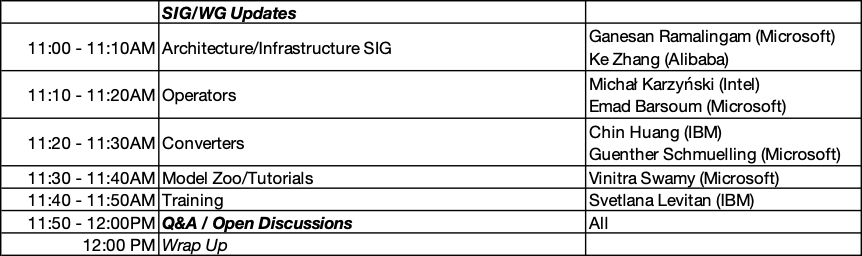 SIG/WG Updates
11:00 - 11:10AM Architecture/Infrastructure SIG Ganesan Ramalingam (Microsoft)
Ke Zhang (Alibaba)
11:10 - 11:20AM Operators Michał Karzyński (Intel)
Emad Barsoum (Microsoft)
11:20 - 11:30AM Converters Chin Huang (IBM)
Guenther Schmuelling (Microsoft)
11:30 - 11:40AM Model Zoo/Tutorials Vinitra Swamy (Microsoft)
11:40 - 11:50AM Training Svetlana Levitan (IBM)
11:50 - 12:00PM Q&A / Open Discussions All
12:00 PM Wrap Up